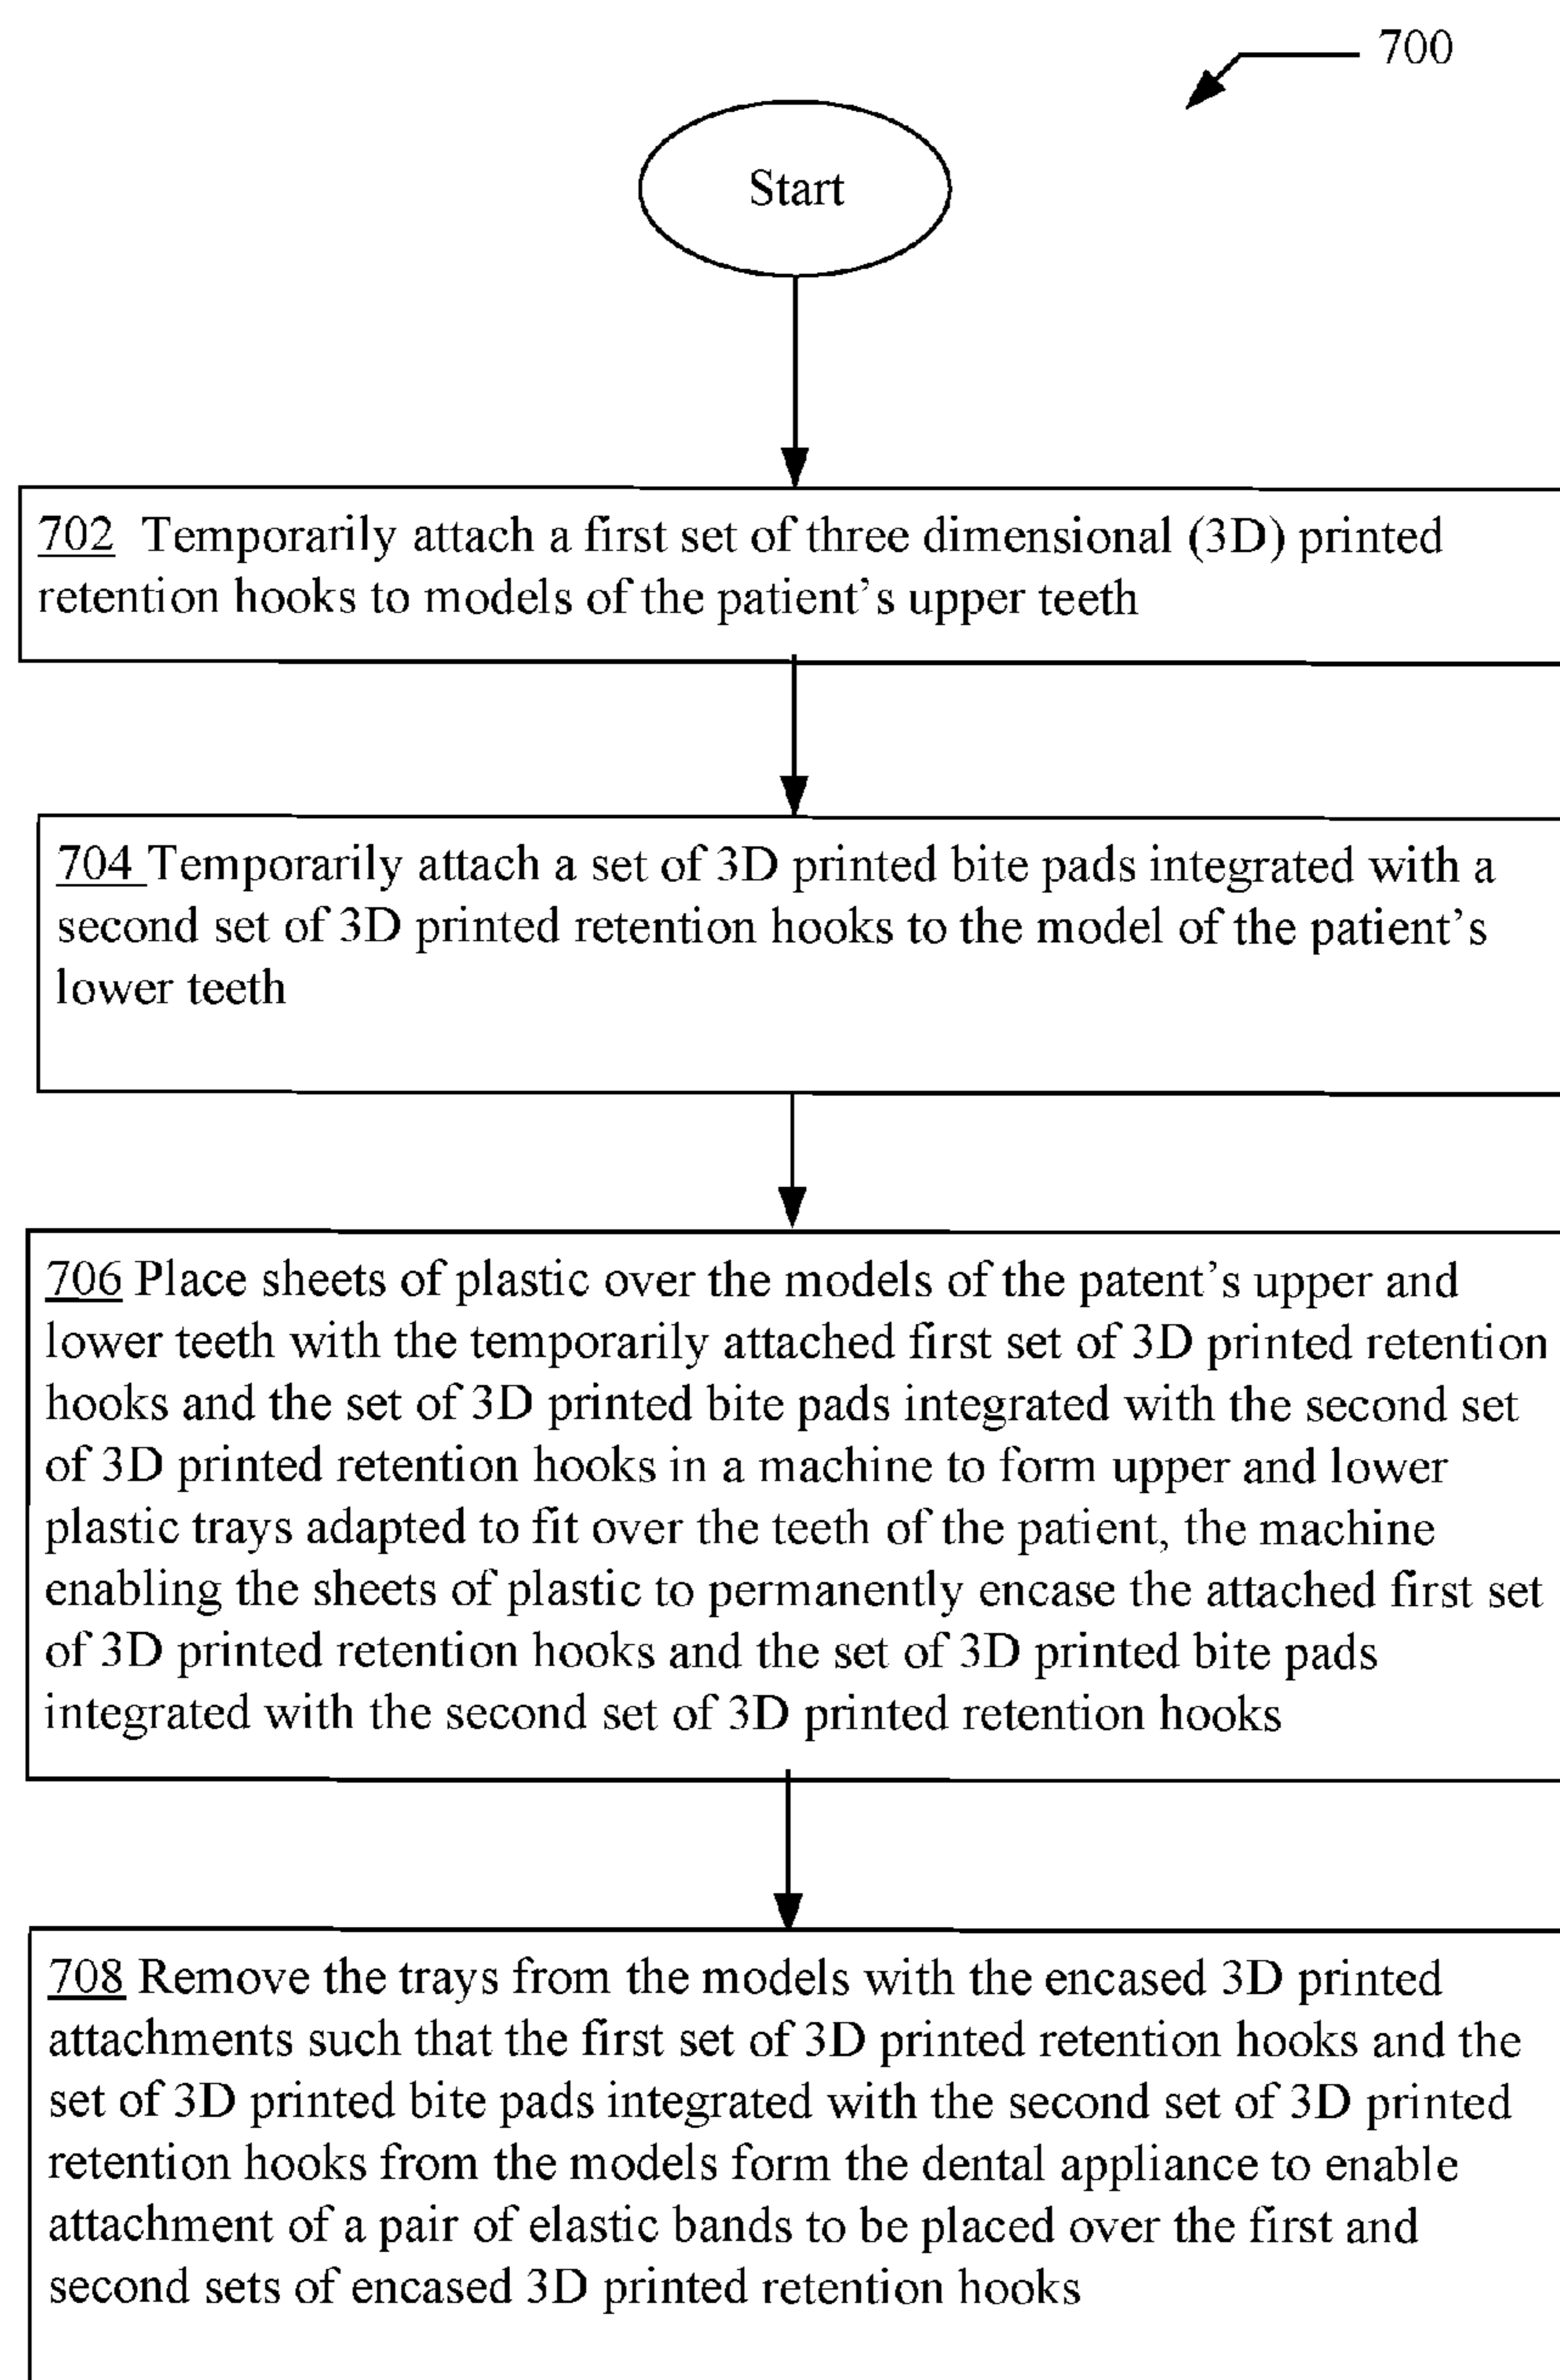 700
Start
702 Temporarily attach a first set of three dimensional (3D) printed
retention hooks to models of the patient's upper teeth
704 Temporarily attach a set of 3D printed bite pads integrated with a
second set of 3D printed retention hooks to the model of the patient's
lower teeth
706 Place sheets of plastic over the models of the patent's upper and
lower teeth with the temporarily attached first set of 3D printed retention
hooks and the set of 3D printed bite pads integrated with the second set
of 3D printed retention hooks in a machine to form upper and lower
plastic trays adapted to fit over the teeth of the patient, the machine
enabling the sheets of plastic to permanently encase the attached first set
of 3D printed retention hooks and the set of 3D printed bite pads
integrated with the second set of 3D printed retention hooks
708 Remove the trays from the models with the encased 3D printed
attachments such that the first set of 3D printed retention hooks and the
set of 3D printed bite pads integrated with the second set of 3D printed
retention hooks from the models form the dental appliance to enable
attachment of a pair of elastic bands to be placed over the first and
second sets of encased 3D printed retention hooks